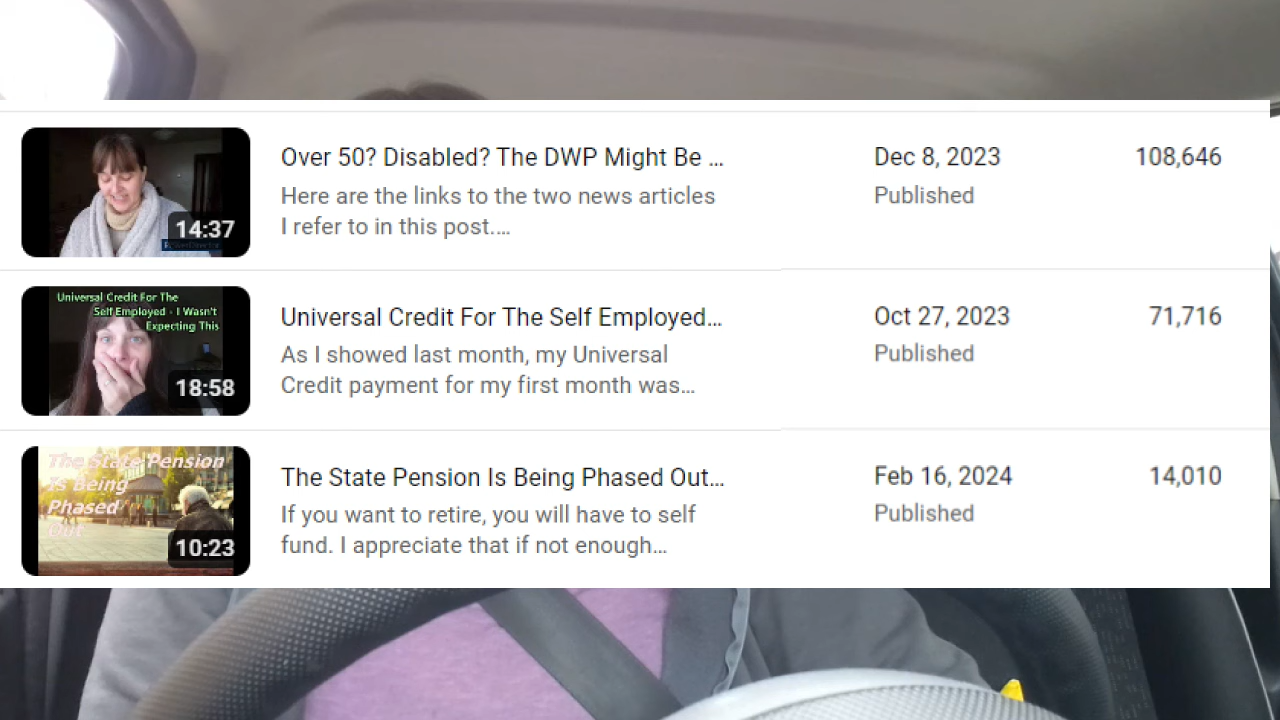 Over 50? Disabled? The DWP Might Be ...
Here are the links to the two news articles
I refer to in this post....
14:37
Dec 8, 2023
Published
108,646
Universal Credit For The
Self Employed - I Wasn't
Expecting This
18:58
Universal Credit For The Self Employed...
As I showed last month, my Universal
Credit payment for my first month was...
Oct 27, 2023
Published
71,716
The State Pension
Is Being
Phased
Out
10:23
The State Pension Is Being Phased Out...
If you want to retire, you will have to self
fund. I appreciate that if not enough...
Feb 16, 2024
Published
14,010